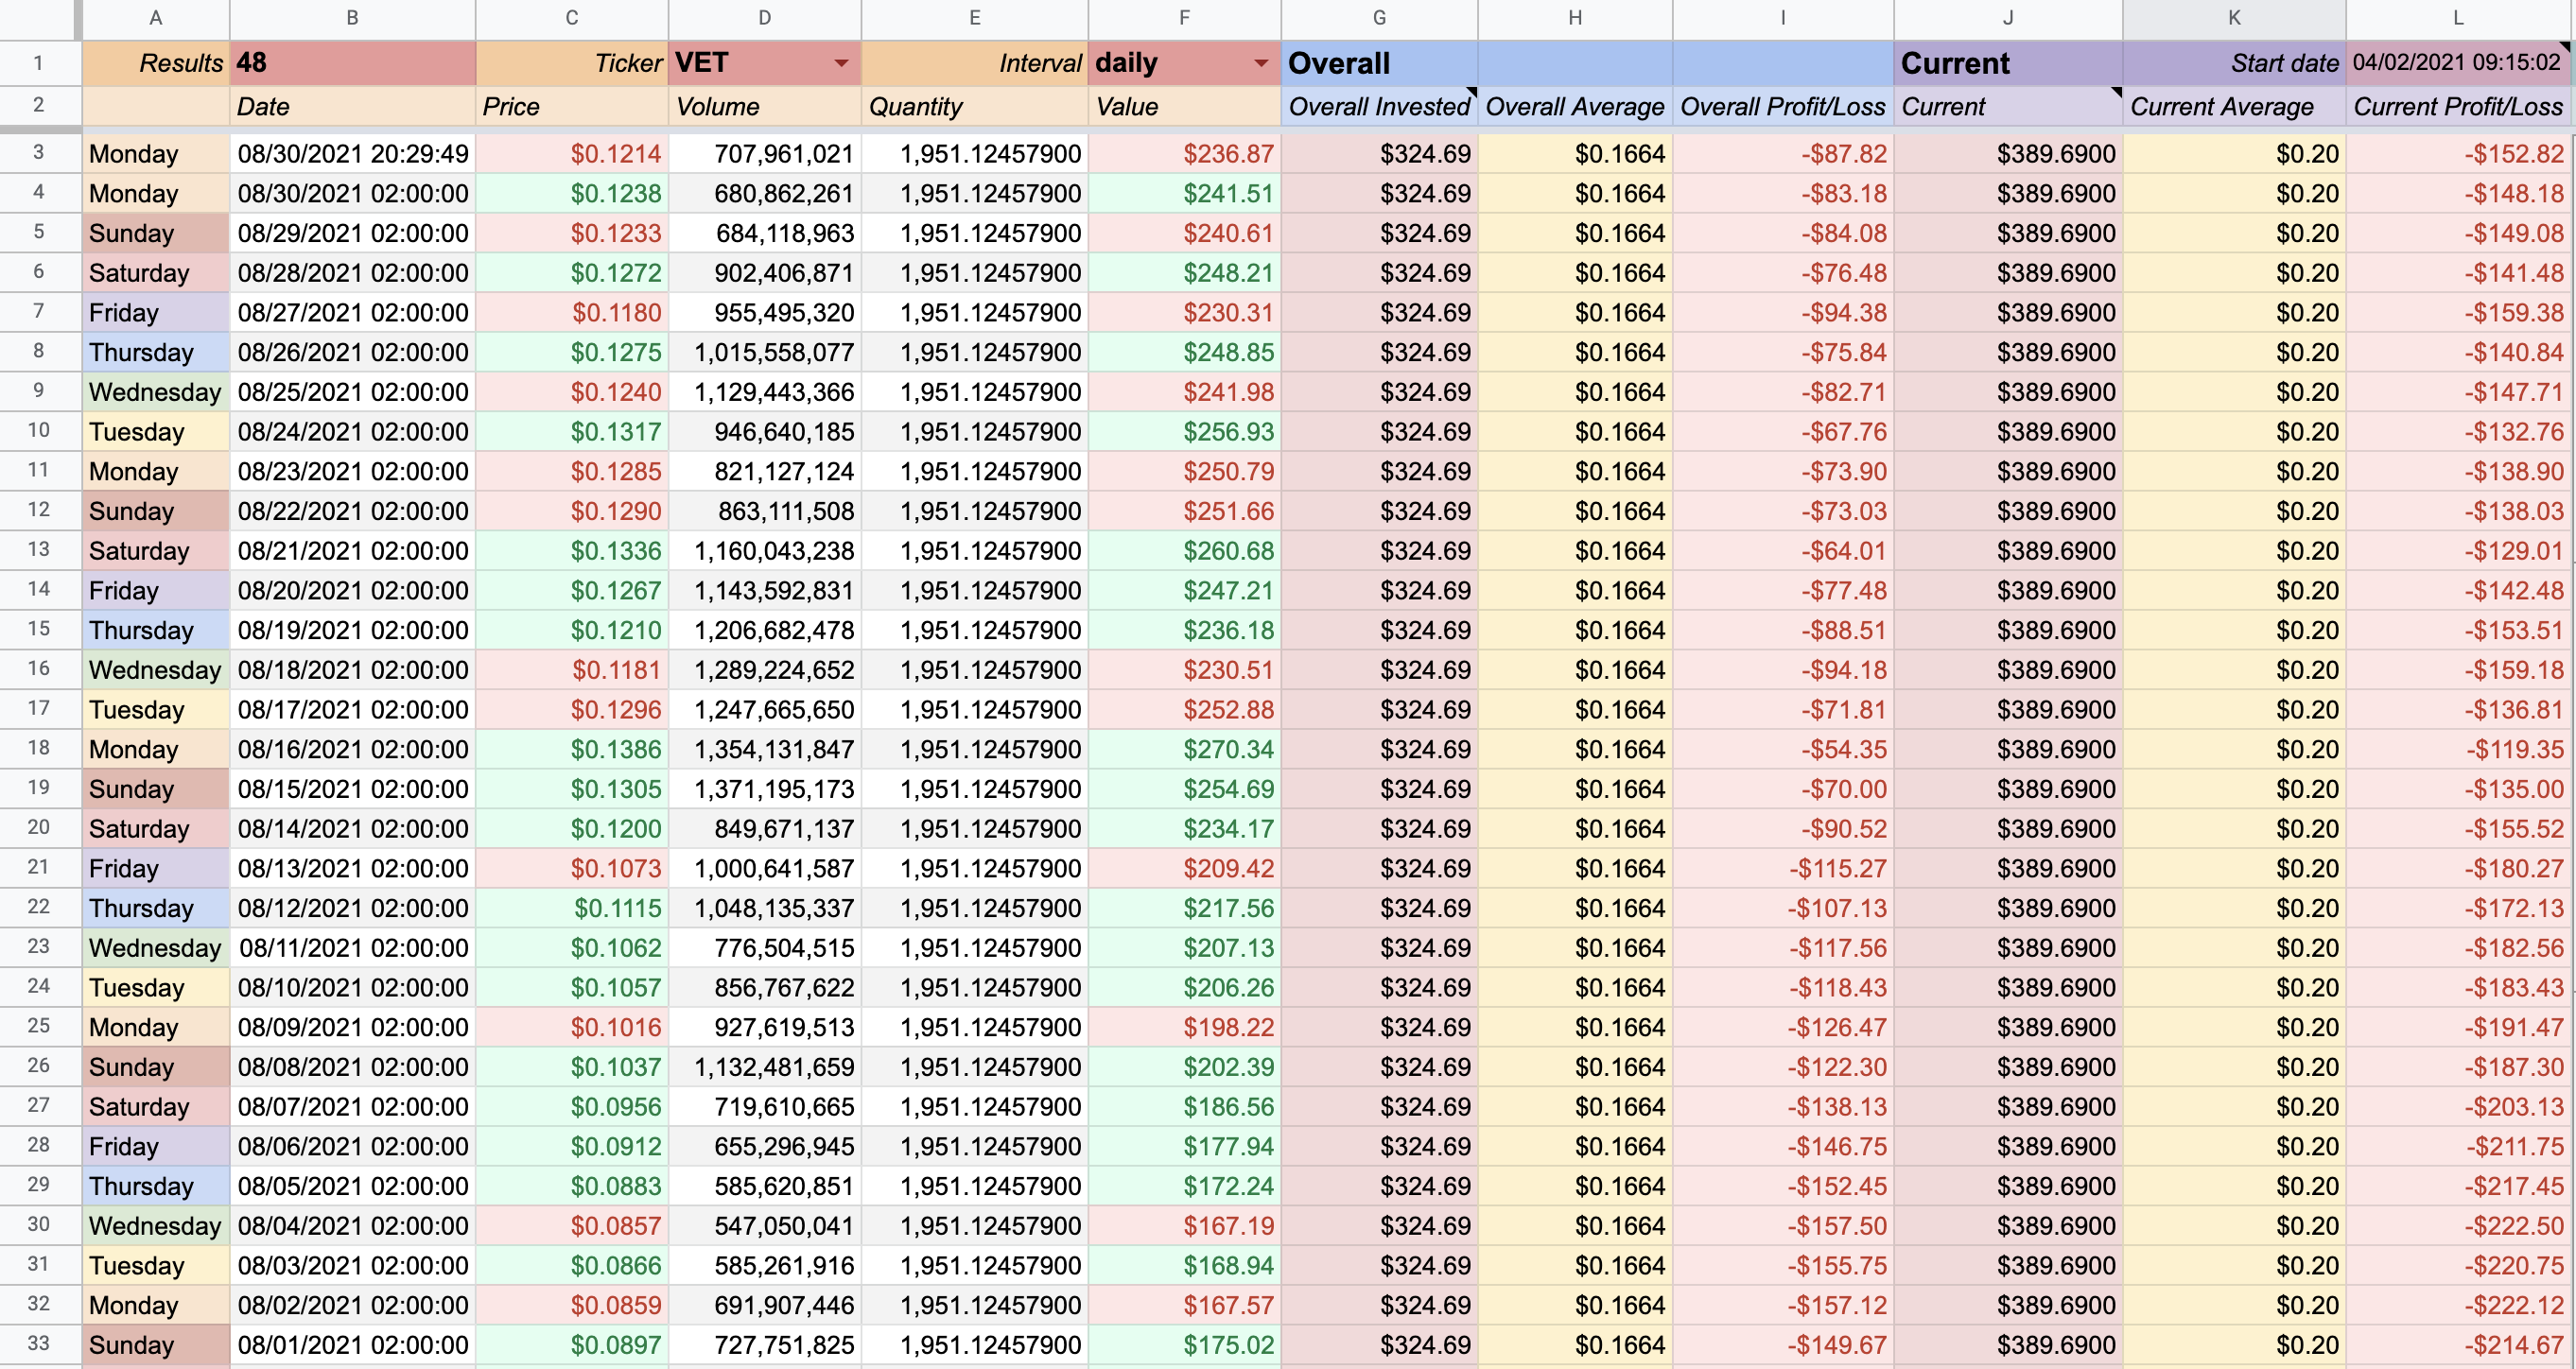 A B C D E F G H I J K L
1 Results 48 Ticker VET Interval daily Overall Current Start date 04/02/2021 09:15:02
2 Date Price Volume Quantity Value Overall Invested Overall Average Overall Profit/Loss Current Current Average Current Profit/Loss
3 Monday 08/30/2021 20:29:49 $0.1214 707,961,021 1,951.12457900 $236.87 $324.69 $0.1664 -$87.82 $389.6900 $0.20 -$152.82
4 Monday 08/30/2021 02:00:00 $0.1238 680,862,261 1,951.12457900 $241.51 $324.69 $0.1664 -$83.18 $389.6900 $0.20 -$148.18
5 Sunday 08/29/2021 02:00:00 $0.1233 684,118,963 1,951.12457900 $240.61 $324.69 $0.1664 -$84.08 $389.6900 $0.20 -$149.08
6 Saturday 08/28/2021 02:00:00 $0.1272 902,406,871 1,951.12457900 $248.21 $324.69 $0.1664 -$76.48 $389.6900 $0.20 -$141.48
7 Friday 08/27/2021 02:00:00 $0.1180 955,495,320 1,951.12457900 $230.31 $324.69 $0.1664 -$94.38 $389.6900 $0.20 -$159.38
8 Thursday 08/26/2021 02:00:00 $0.1275 1,015,558,077 1,951.12457900 $248.85 $324.69 $0.1664 -$75.84 $389.6900 $0.20 -$140.84
9 Wednesday 08/25/2021 02:00:00 $0.1240 1,129,443,366 1,951.12457900 $241.98 $324.69 $0.1664 -$82.71 $389.6900 $0.20 -$147.71
10 Tuesday 08/24/2021 02:00:00 $0.1317 946,640,185 1,951.12457900 $256.93 $324.69 $0.1664 -$67.76 $389.6900 $0.20 -$132.76
11 Monday 08/23/2021 02:00:00 $0.1285 821,127,124 1,951.12457900 $250.79 $324.69 $0.1664 -$73.90 $389.6900 $0.20 -$138.90
12 Sunday 08/22/2021 02:00:00 $0.1290 863,111,508 1,951.12457900 $251.66 $324.69 $0.1664 -$73.03 $389.6900 $0.20 -$138.03
13 Saturday 08/21/2021 02:00:00 $0.1336 1,160,043,238 1,951.12457900 $260.68 $324.69 $0.1664 -$64.01 $389.6900 $0.20 -$129.01
14 Friday 08/20/2021 02:00:00 $0.1267 1,143,592,831 1,951.12457900 $247.21 $324.69 $0.1664 -$77.48 $389.6900 $0.20 -$142.48
15 Thursday 08/19/2021 02:00:00 $0.1210 1,206,682,478 1,951.12457900 $236.18 $324.69 $0.1664 -$88.51 $389.6900 $0.20 -$153.51
16 Wednesday 08/18/2021 02:00:00 $0.1181 1,289,224,652 1,951.12457900 $230.51 $324.69 $0.1664 -$94.18 $389.6900 $0.20 -$159.18
17 Tuesday 08/17/2021 02:00:00 $0.1296 1,247,665,650 1,951.12457900 $252.88 $324.69 $0.1664 -$71.81 $389.6900 $0.20 -$136.81
18 Monday 08/16/2021 02:00:00 $0.1386 1,354,131,847 1,951.12457900 $270.34 $324.69 $0.1664 -$54.35 $389.6900 $0.20 -$119.35
19 Sunday 08/15/2021 02:00:00 $0.1305 1,371,195,173 1,951.12457900 $254.69 $324.69 $0.1664 -$70.00 $389.6900 $0.20 -$135.00
20 Saturday 08/14/2021 02:00:00 $0.1200 849,671,137 1,951.12457900 $234.17 $324.69 $0.1664 -$90.52 $389.6900 $0.20 -$155.52
21 Friday 08/13/2021 02:00:00 $0.1073 1,000,641,587 1,951.12457900 $209.42 $324.69 $0.1664 -$115.27 $389.6900 $0.20 -$180.27
22 Thursday 08/12/2021 02:00:00 $0.1115 1,048,135,337 1,951.12457900 $217.56 $324.69 $0.1664 -$107.13 $389.6900 $0.20 -$172.13
23 Wednesday 08/11/2021 02:00:00 $0.1062 776,504,515 1,951.12457900 $207.13 $324.69 $0.1664 -$117.56 $389.6900 $0.20 -$182.56
24 Tuesday 08/10/2021 02:00:00 $0.1057 856,767,622 1,951.12457900 $206.26 $324.69 $0.1664 -$118.43 $389.6900 $0.20 -$183.43
25 Monday 08/09/2021 02:00:00 $0.1016 927,619,513 1,951.12457900 $198.22 $324.69 $0.1664 -$126.47 $389.6900 $0.20 -$191.47
26 Sunday 08/08/2021 02:00:00 $0.1037 1,132,481,659 1,951.12457900 $202.39 $324.69 $0.1664 -$122.30 $389.6900 $0.20 -$187.30
27 Saturday 08/07/2021 02:00:00 $0.0956 719,610,665 1,951.12457900 $186.56 $324.69 $0.1664 -$138.13 $389.6900 $0.20 -$203.13
28 Friday 08/06/2021 02:00:00 $0.0912 655,296,945 1,951.12457900 $177.94 $324.69 $0.1664 -$146.75 $389.6900 $0.20 -$211.75
29 Thursday 08/05/2021 02:00:00 $0.0883 585,620,851 1,951.12457900 $172.24 $324.69 $0.1664 -$152.45 $389.6900 $0.20 -$217.45
30 Wednesday 08/04/2021 02:00:00 $0.0857 547,050,041 1,951.12457900 $167.19 $324.69 $0.1664 -$157.50 $389.6900 $0.20 -$222.50
31 Tuesday 08/03/2021 02:00:00 $0.0866 585,261,916 1,951.12457900 $168.94 $324.69 $0.1664 -$155.75 $389.6900 $0.20 -$220.75
32 Monday 08/02/2021 02:00:00 $0.0859 691,907,446 1,951.12457900 $167.57 $324.69 $0.1664 -$157.12 $389.6900 $0.20 -$222.12
33 Sunday 08/01/2021 02:00:00 $0.0897 727,751,825 1,951.12457900 $175.02 $324.69 $0.1664 -$149.67 $389.6900 $0.20 -$214.67